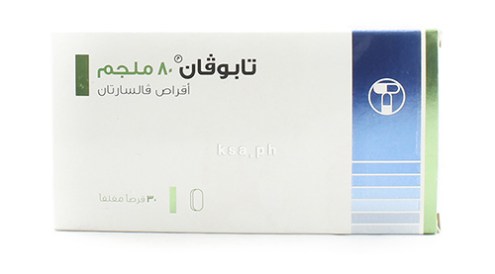 تابوڤان® ٨٠ ملجم
أقراص ڤالسارتان
ksa.ph
٣٠ قرصاً مغلفاً